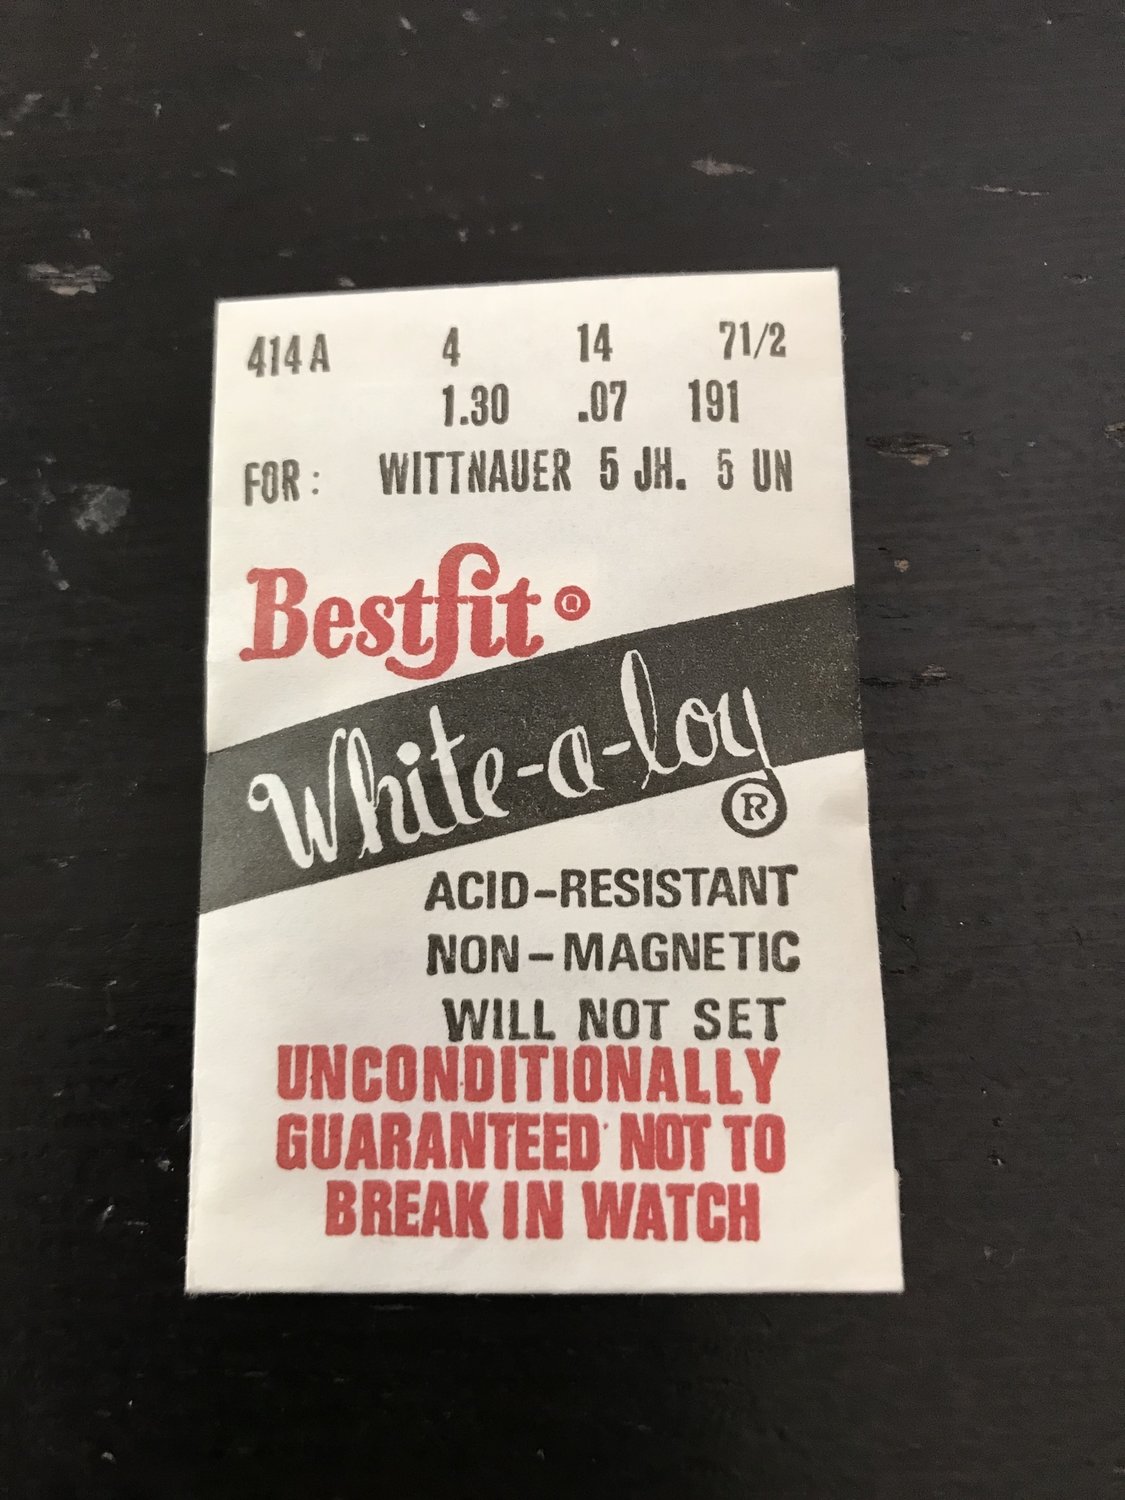 414A 4 14 71/2
1.30 .07 191
FOR: WITTNAUER 5 JH. 5 UN
Bestfit ®
White-a-loy
®
ACID-RESISTANT
NON-MAGNETIC
WILL NOT SET
UNCONDITIONALLY
GUARANTEED NOT TO
BREAK IN WATCH